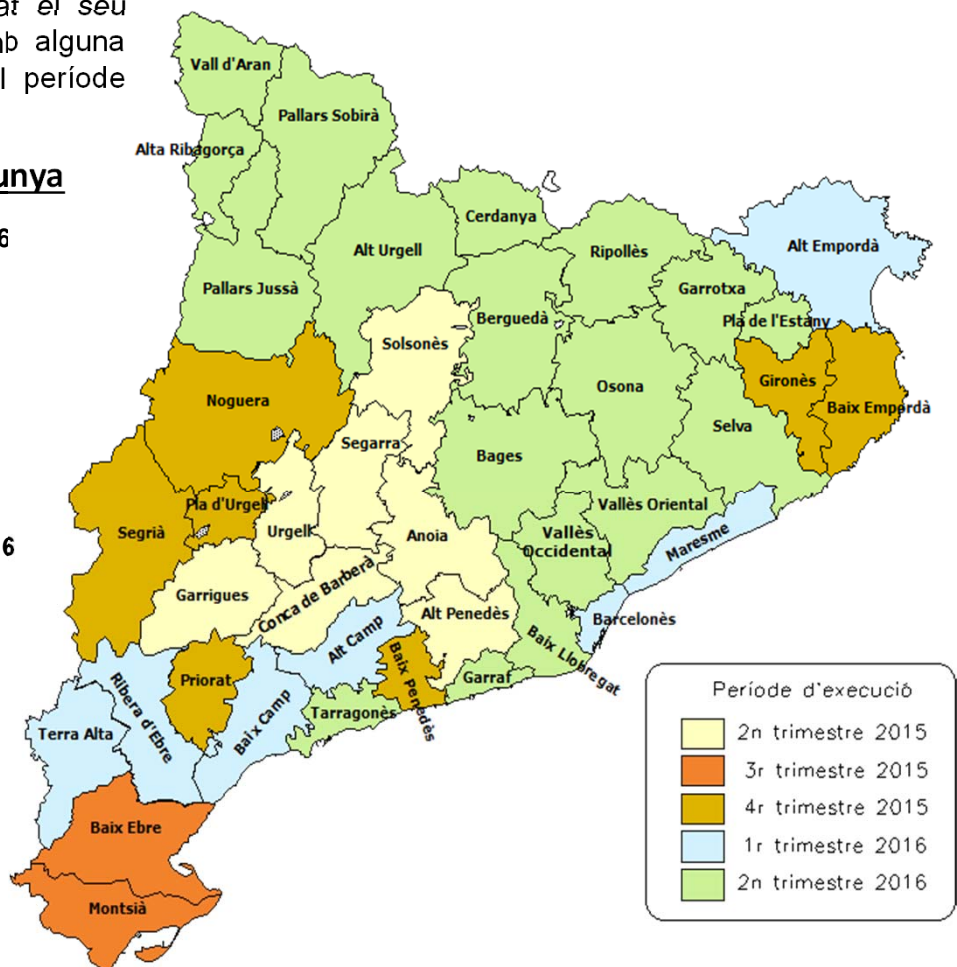 at el seu
b alguna
l període
unya
6
6
Vall d'Aran
Pallars Sobirà
Alta Ribagorça
Cerdanya
Alt Urgell
Ripollès
Alt Empordà
Pallars Jussà
Garrotxa
Berguedà
Pla de l'Estany
Solsonès
Gironès
Osona
Noguera
Baix Empordà
Selva
Segarra
Bages
Pla d'Urgell
Vallès Oriental
Segrià
Urgell
Anoia
Vallès
Occidental
Maresme
Garrigues
Conca de Barberà
Alt Penedès
Barcelonès
Alt Camp
Baix Llobregat
Priorat
Baix Penedès
Garraf
Ribera d'Ebre
Baix Camp
Tarragonès
Terra Alta
Baix Ebre
Montsià
Període d'execució
2n trimestre 2015
3r trimestre 2015
4r trimestre 2015
1r trimestre 2016
2n trimestre 2016